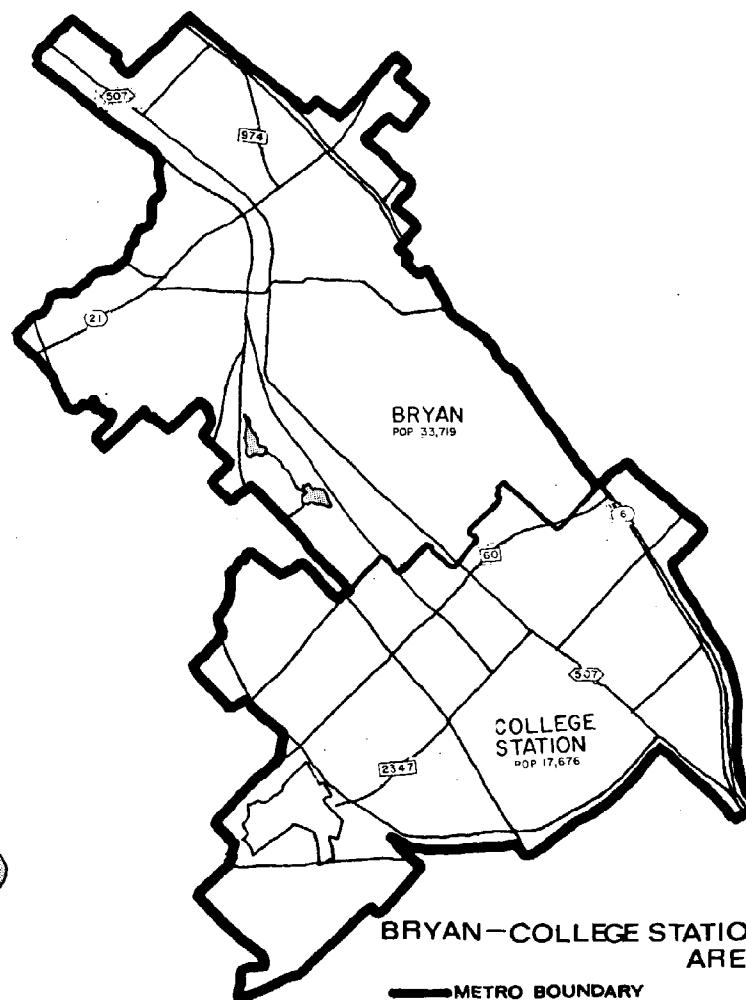 507
974
21
BRYAN
POP 33,719
6
60
507
COLLEGE
STATION
POP 17,676
2347
BRYAN—COLLEGE STATIO
ARE
METRO BOUNDARY